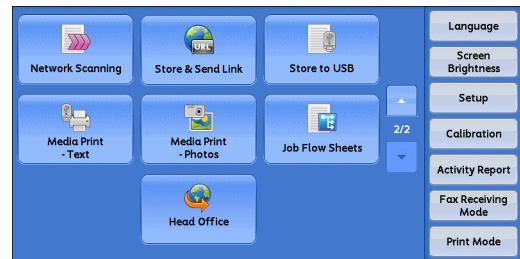 Network Scanning
URL
Store & Send Link
Store to USB
Media Print
- Text
Media Print
- Photos
Job Flow Sheets
Head Office
2/2
Language
Screen
Brightness
Setup
Calibration
Activity Report
Fax Receiving
Mode
Print Mode